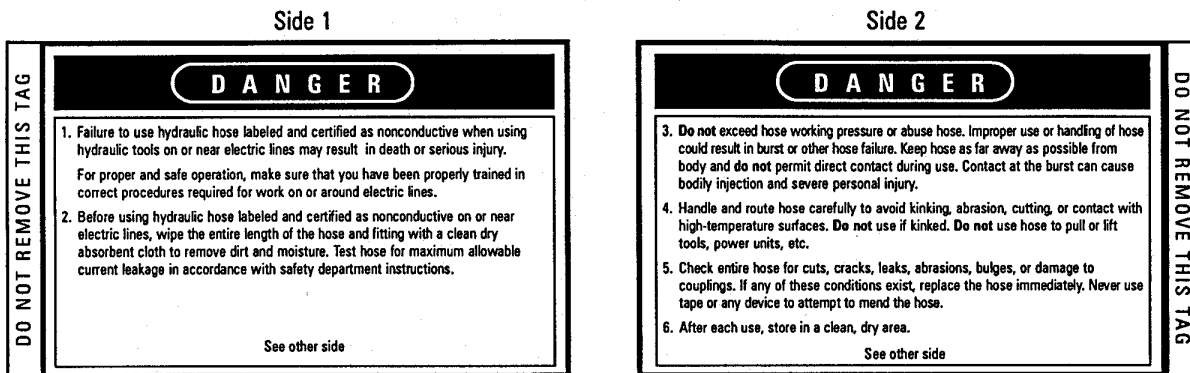 Side 1
DO NOT REMOVE THIS TAG
DANGER
1. Failure to use hydraulic hose labeled and certified as nonconductive when using
hydraulic tools on or near electric lines may result in death or serious injury.
For proper and safe operation, make sure that you have been properly trained in
correct procedures required for work on or around electric lines.
2. Before using hydraulic hose labeled and certified as nonconductive on or near
electric lines, wipe the entire length of the hose and fitting with a clean dry
absorbent cloth to remove dirt and moisture. Test hose for maximum allowable
current leakage in accordance with safety department instructions.
See other side
Side 2
DANGER
3. Do not exceed hose working pressure or abuse hose. Improper use or handling of hose
could result in burst or other hose failure. Keep hose as far away as possible from
body and do not permit direct contact during use. Contact at the burst can cause
bodily injection and severe personal injury.
4. Handle and route hose carefully to avoid kinking, abrasion, cutting, or contact with
high-temperature surfaces. Do not use if kinked. Do not use hose to pull or lift
tools, power units, etc.
5. Check entire hose for cuts, cracks, leaks, abrasions, bulges, or damage to
couplings. If any of these conditions exist, replace the hose immediately. Never use
tape or any device to attempt to mend the hose.
6. After each use, store in a clean, dry area.
See other side
DO NOT REMOVE THIS TAG